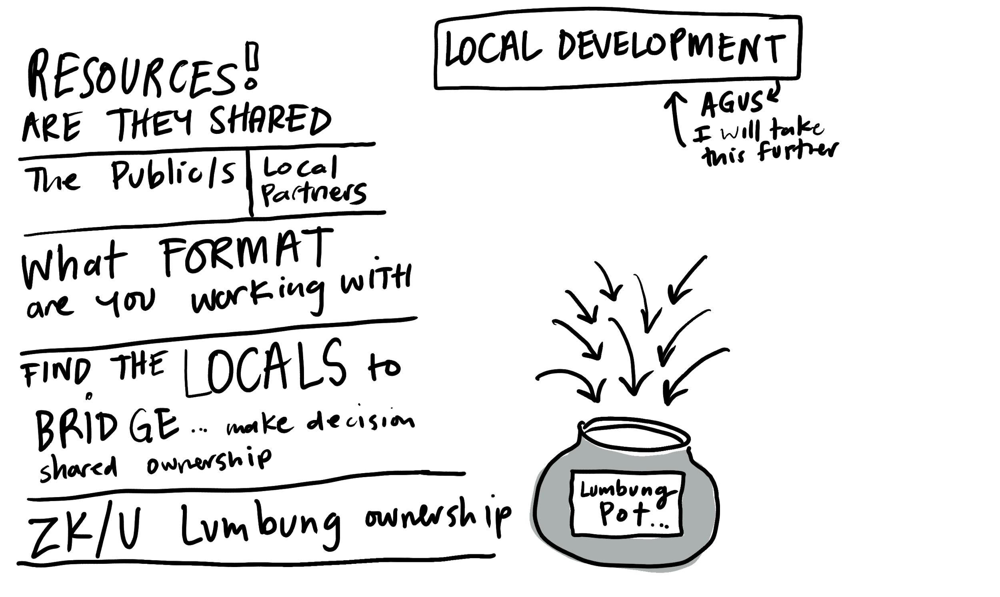 RESOURCES!
ARE THEY SHARED
The Public/s
Local
Partners
What FORMAT
are you working with
FIND THE LOCALS to
BRIDGE... make decision
shared ownership
ZK/U Lumbung ownership
LOCAL DEVELOPMENT
AGUS
I will take
this further
Lumbung
Pot...